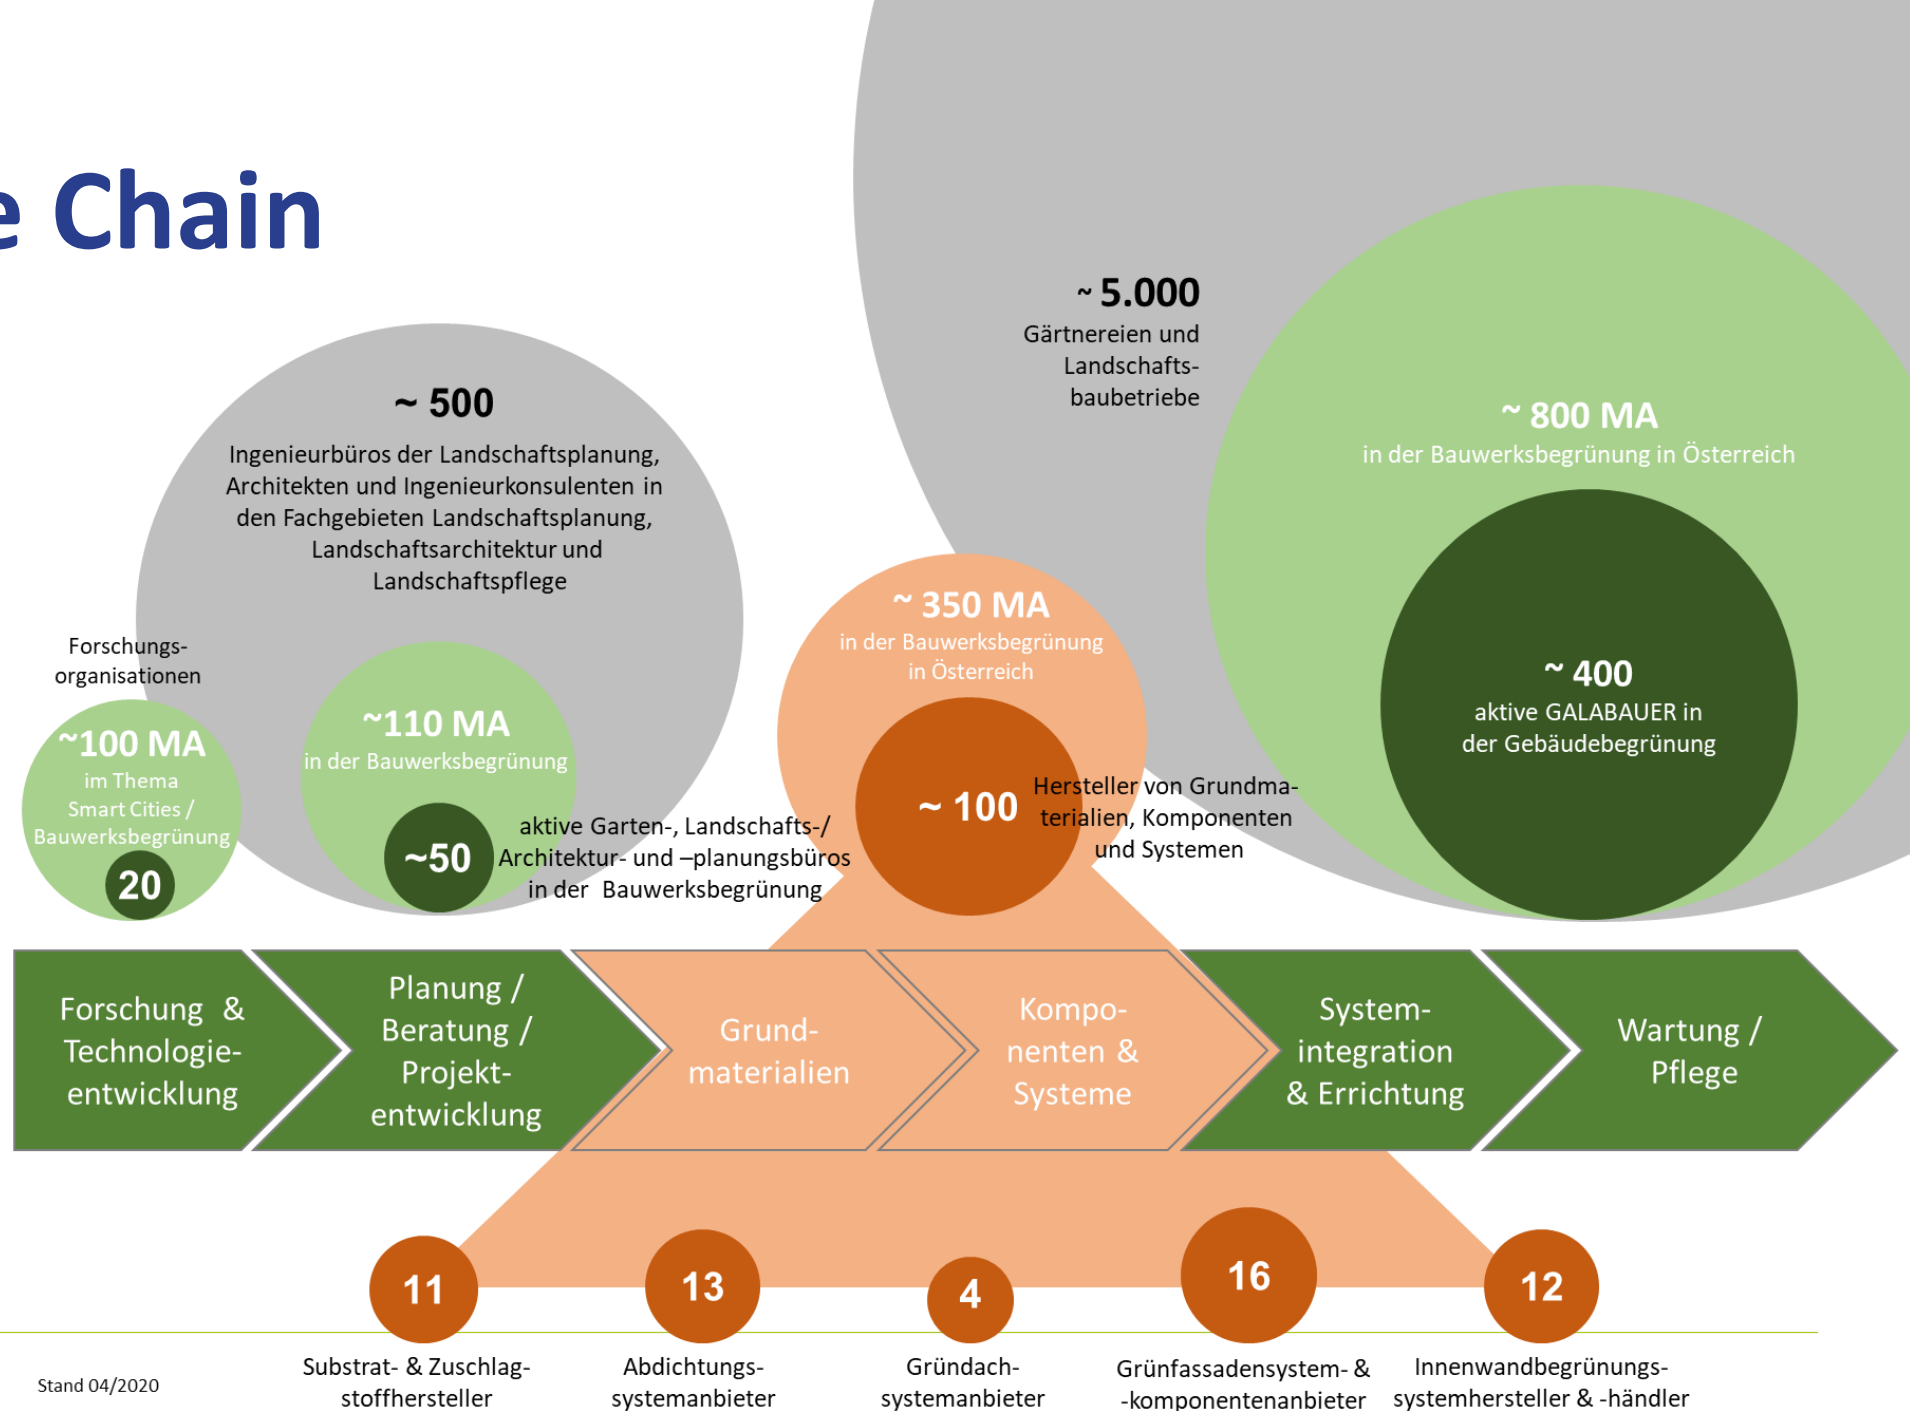 e Chain
~ 5.000
Gärtnereien und
Landschafts-
baubetriebe
~ 800 MA
in der Bauwerksbegrünung in Österreich
~ 400
aktive GALABAUER in
der Gebäudebegrünung
~ 500
Ingenieurbüros der Landschaftsplanung,
Architekten und Ingenieurkonsulenten in
den Fachgebieten Landschaftsplanung,
Landschaftsarchitektur und
Landschaftspflege
~ 350 MA
in der Bauwerksbegrünung
in Österreich
~ 100
Hersteller von Grundma-
terialien, Komponenten
und Systemen
Forschungs-
organisationen
~100 MA
im Thema
Smart Cities /
Bauwerksbegrünung
20
~110 MA
in der Bauwerksbegrünung
~50
aktive Garten-, Landschafts-/
Architektur- und –planungsbüros
in der Bauwerksbegrünung
Forschung &
Technologie-
entwicklung
Planung /
Beratung /
Projekt-
entwicklung
Grund-
materialien
Kompo-
nenten &
Systeme
System-
integration
& Errichtung
Wartung /
Pflege
11
Substrat- & Zuschlag-
stoffhersteller
13
Abdichtungs-
systemanbieter
4
Gründach-
systemanbieter
16
Grünfassadensystem- &
-komponentenanbieter
12
Innenwandbegrünungs-
systemhersteller & -händler
Stand 04/2020